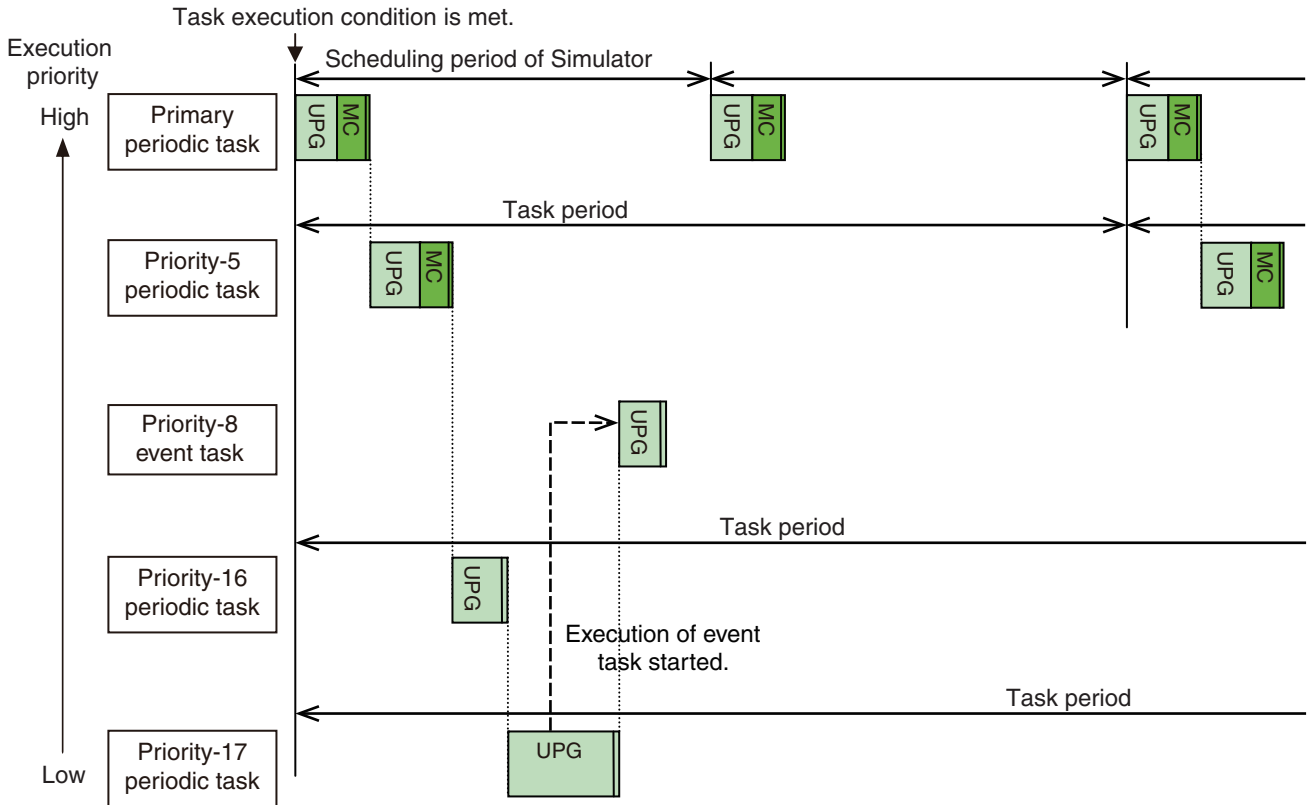 Task execution condition is met.
Execution
priority
Scheduling period of Simulator
High
Primary
periodic task
UPG
MC
UPG
MC
UPG
MC
Task period
Priority-5
periodic task
UPG
MC
UPG
MC
Priority-8
event task
UPG
Task period
Priority-16
periodic task
UPG
Execution of event
task started.
Task period
Priority-17
periodic task
UPG
Low